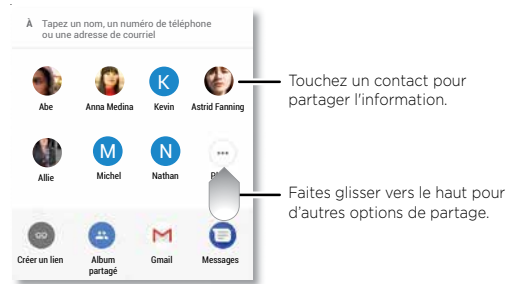 À Tapez un nom, un numéro de téléphone
ou une adresse de courriel
K
Abe Anna Medina Kevin Astrid Fanning
Touchez un contact pour
partager l'information.
M N
Allie Michel Nathan
Faites glisser vers le haut pour
d'autres options de partage.
Créer un lien Album Gmail Messages
partagé